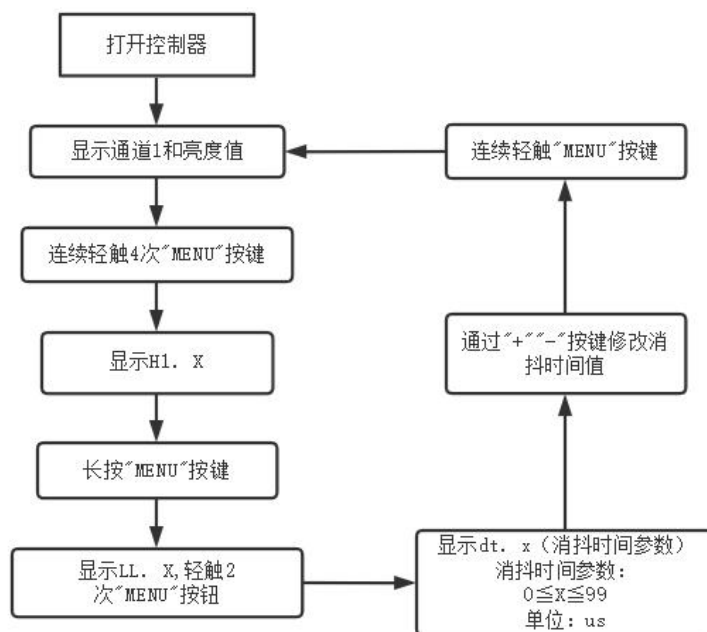 打开控制器
显示通道1和亮度值
连续轻触4次"MENU"按键
显示H1. X
长按"MENU"按键
显示LL. X,轻触2
次"MENU"按钮
显示dt. x（消抖时间参数）
消抖时间参数：
0≦X≦99
单位：us
通过"+""-"按键修改消
抖时间值
连续轻触"MENU"按键